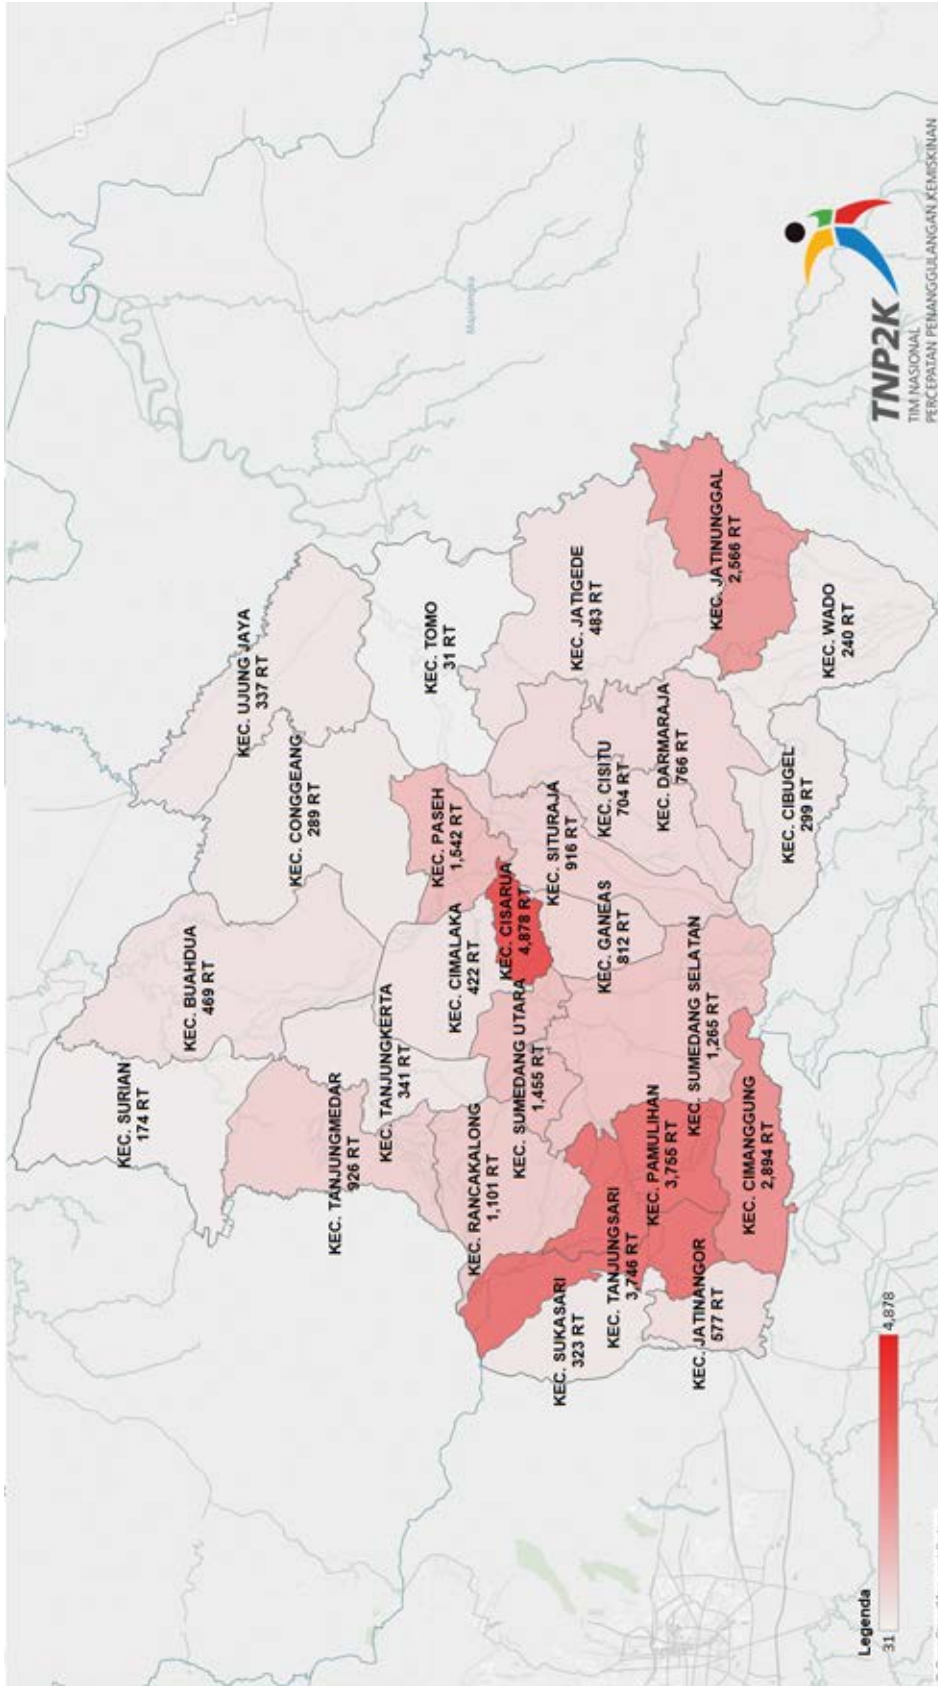 KEC. SURIAN
174 RT
KEC. BUAHDUA
469 RT
KEC. UJUNG JAYA
337 RT
KEC. CONGGEANG
289 RT
KEC. TANJUNGMEDAR
926 RT
KEC. TANJUNGKERTA
341 RT
KEC. TOMO
31 RT
KEC. PASEH
1,542 RT
KEC. CIMALAKA
422 RT
KEC. RANCAKALONG
1,101 RT
KEC. CISARUA
4,878 RT
KEC. SUMEDANG UTARA
1,455 RT
KEC. SITURAJA
916 RT
KEC. JATIGEDE
483 RT
KEC. SUKASARI
323 RT
KEC. GANEAS
812 RT
KEC. CISITU
704 RT
KEC. TANJUNGSARI
3,746 RT
KEC. PAMULIHAN
3,755 RT
KEC. DARMARAJA
766 RT
KEC. SUMEDANG SELATAN
1,265 RT
KEC. JATINUNGGAL
2,566 RT
KEC. JATINANGOR
577 RT
KEC. CIMANGGUNG
2,894 RT
KEC. CIBUGEL
299 RT
KEC. WADO
240 RT
Majalengka
Legenda
31
4,878
TNP2K
TIM NASIONAL
PERCEPATAN PENANGGULANGAN KEMISKINAN